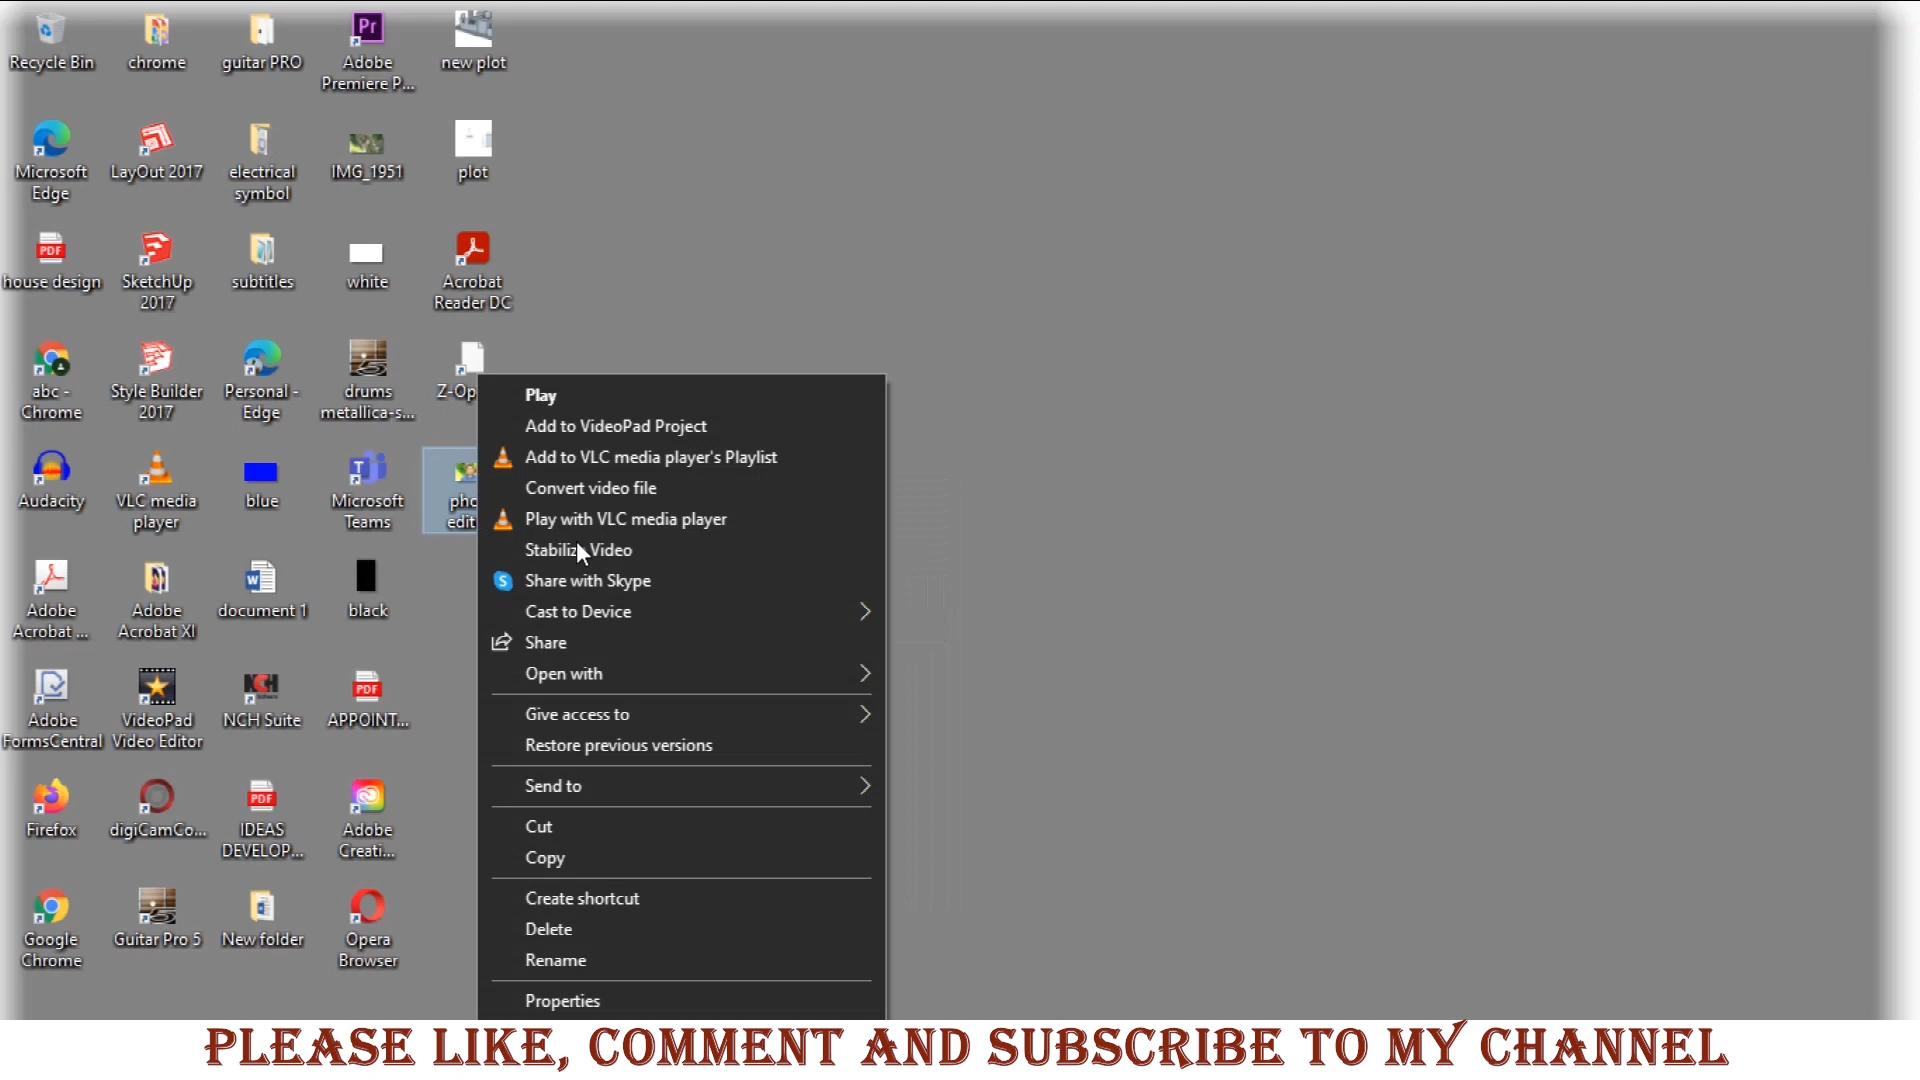 Recycle Bin
chrome
guitar PRO
Adobe
Premiere P...
new plot
Microsoft
Edge
LayOut 2017
electrical
symbol
IMG_1951
plot
house design
SketchUp
2017
subtitles
white
Acrobat
Reader DC
abc -
Chrome
Style Builder
2017
Personal -
Edge
drums
metallica-s...
Z-Op
Audacity
VLC media
player
blue
Microsoft
Teams
pho
edit
Adobe
Acrobat ...
Adobe
Acrobat XI
document 1
black
Adobe
FormsCentral
VideoPad
Video Editor
NCH Suite
APPOINT...
Firefox
digiCamCo...
IDEAS
DEVELOP...
Adobe
Creati...
Google
Chrome
Guitar Pro 5
New folder
Opera
Browser
Play
Add to VideoPad Project
Add to VLC media player's Playlist
Convert video file
Play with VLC media player
Stabilize Video
Share with Skype
Cast to Device
Share
Open with
Give access to
Restore previous versions
Send to
Cut
Copy
Create shortcut
Delete
Rename
Properties
PLEASE LIKE, COMMENT AND SUBSCRIBE TO MY CHANNEL